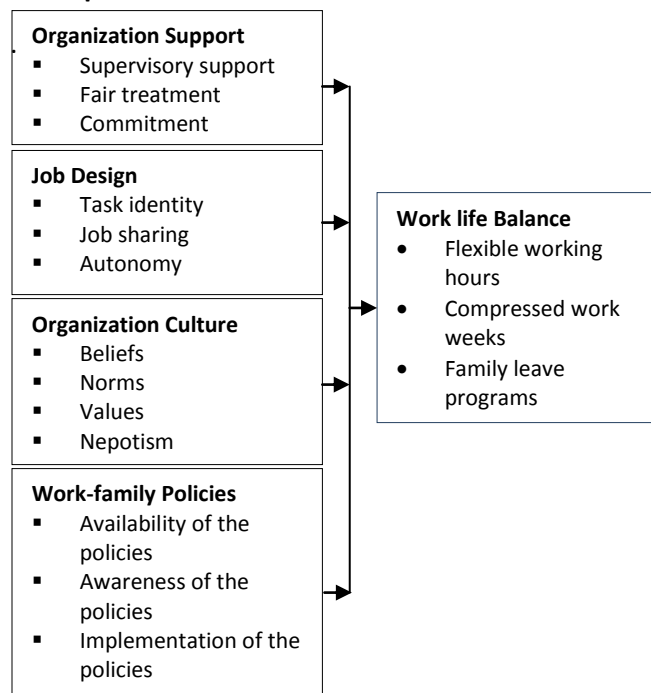 Organization Support
▪ Supervisory support
▪ Fair treatment
▪ Commitment
Job Design
▪ Task identity
▪ Job sharing
▪ Autonomy
Organization Culture
▪ Beliefs
▪ Norms
▪ Values
▪ Nepotism
Work-family Policies
▪ Availability of the
policies
▪ Awareness of the
policies
▪ Implementation of the
policies
Work life Balance
• Flexible working
hours
• Compressed work
weeks
• Family leave
programs